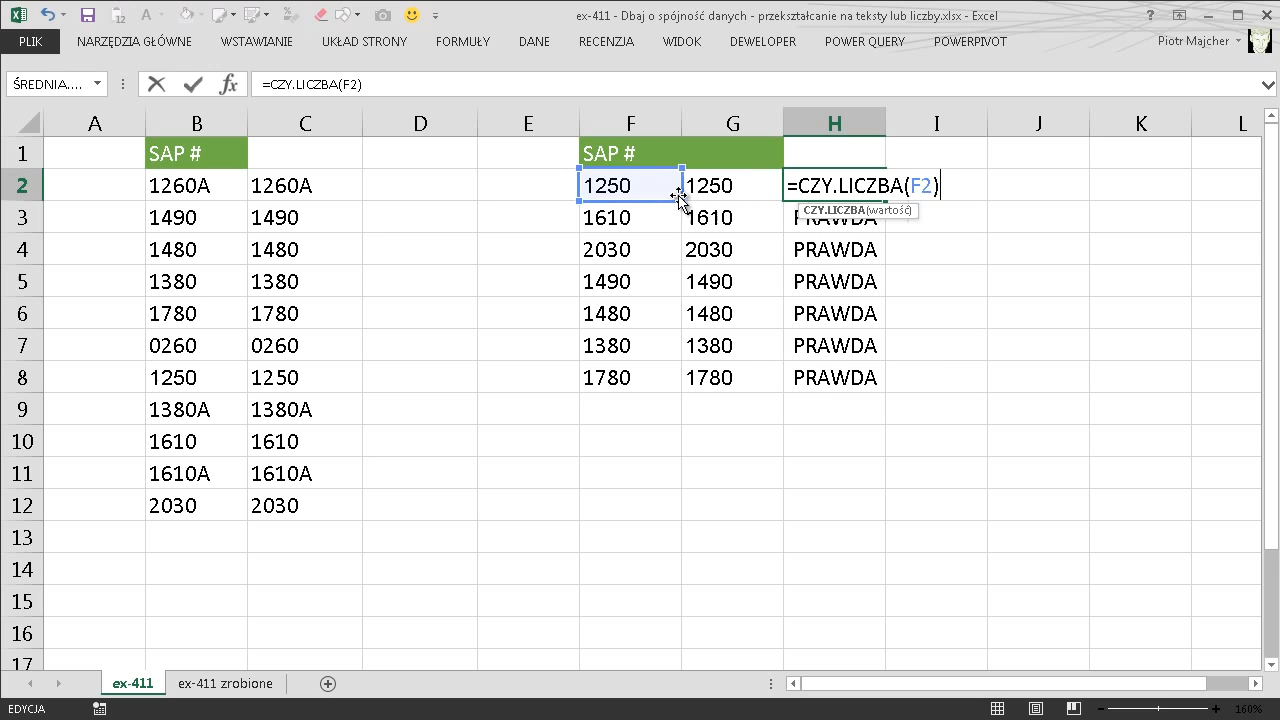 ex-411 - Dbaj o spójność danych - przekształcanie na teksty lub liczby.xlsx - Excel
PLIK NARZĘDZIA GŁÓWNE WSTAWIANIE UKŁAD STRONY FORMUŁY DANE RECENZJA WIDOK DEWELOPER POWER QUERY POWERPIVOT Piotr Majcher
ŚREDNIA.... fx =CZY.LICZBA(F2)
A B C D E F G H I J K L
1 SAP # SAP #
2 1260A 1260A 1250 1250 =CZY.LICZBA(F2)
CZY.LICZBA(wartość)
3 1490 1490 1610 1610 PRAWDA
4 1480 1480 2030 2030 PRAWDA
5 1380 1380 1490 1490 PRAWDA
6 1780 1780 1480 1480 PRAWDA
7 0260 0260 1380 1380 PRAWDA
8 1250 1250 1780 1780 PRAWDA
9 1380A 1380A
10 1610 1610
11 1610A 1610A
12 2030 2030
13
14
15
16
17
ex-411 ex-411 zrobione
EDYCJA 160%